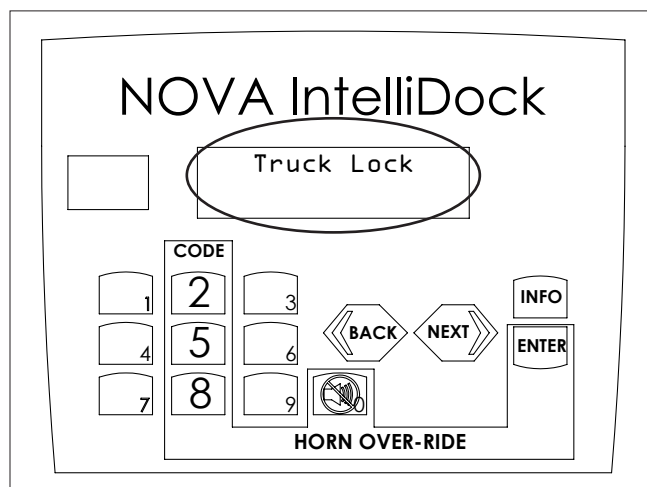 NOVA IntelliDock
Truck Lock
CODE
1 2 3
4 5 6
7 8 9 0
BACK NEXT
INFO
ENTER
HORN OVER-RIDE